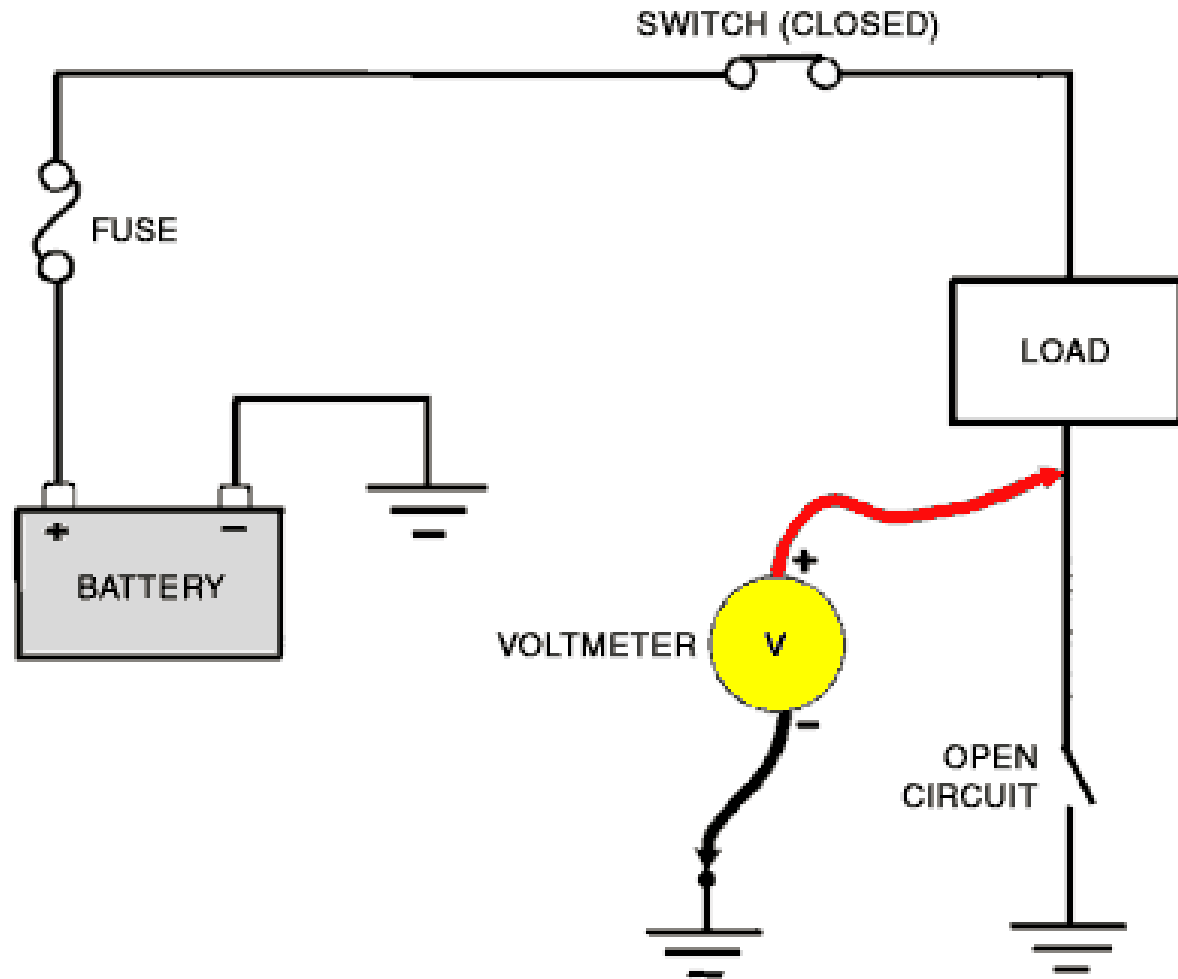 SWITCH (CLOSED)
FUSE
LOAD
+ −
BATTERY
+
VOLTMETER
V
−
OPEN
CIRCUIT